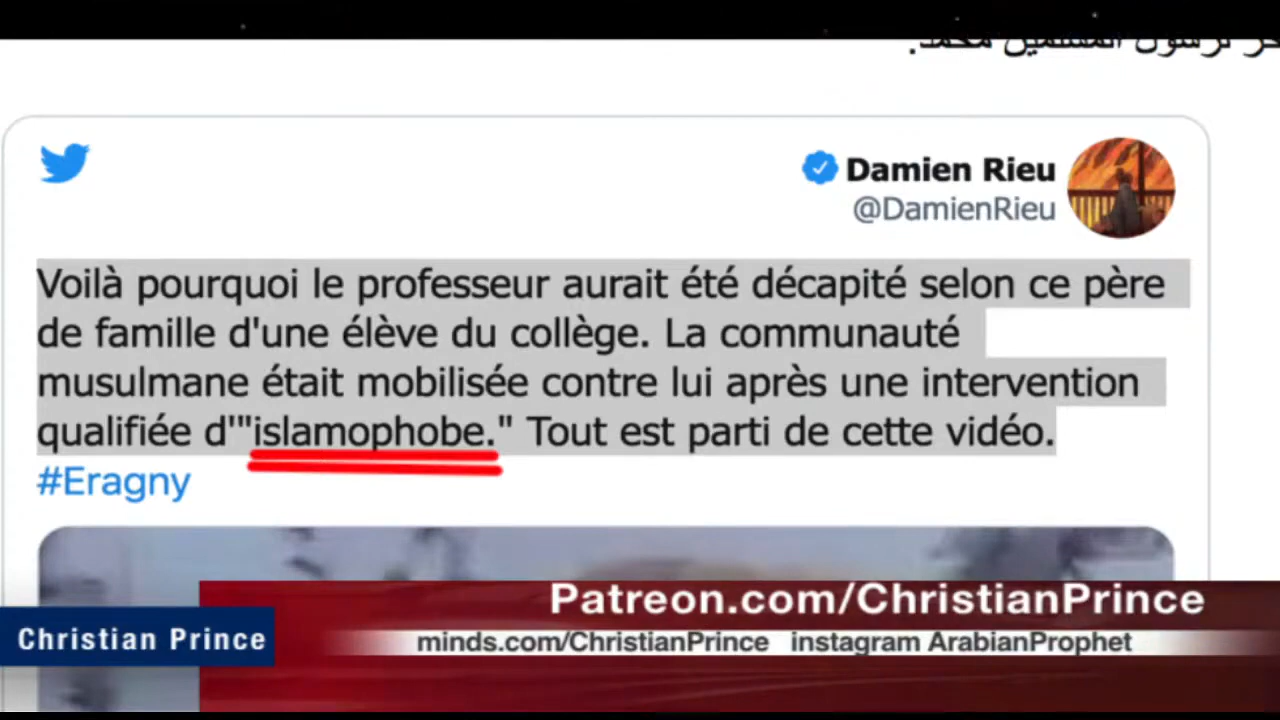 Damien Rieu
@DamienRieu
Voilà pourquoi le professeur aurait été décapité selon ce père
de famille d'une élève du collège. La communauté
musulmane était mobilisée contre lui après une intervention
qualifiée d'"islamophobe." Tout est parti de cette vidéo.
#Eragny
Patreon.com/ChristianPrince
Christian Prince
minds.com/ChristianPrince instagram ArabianProphet